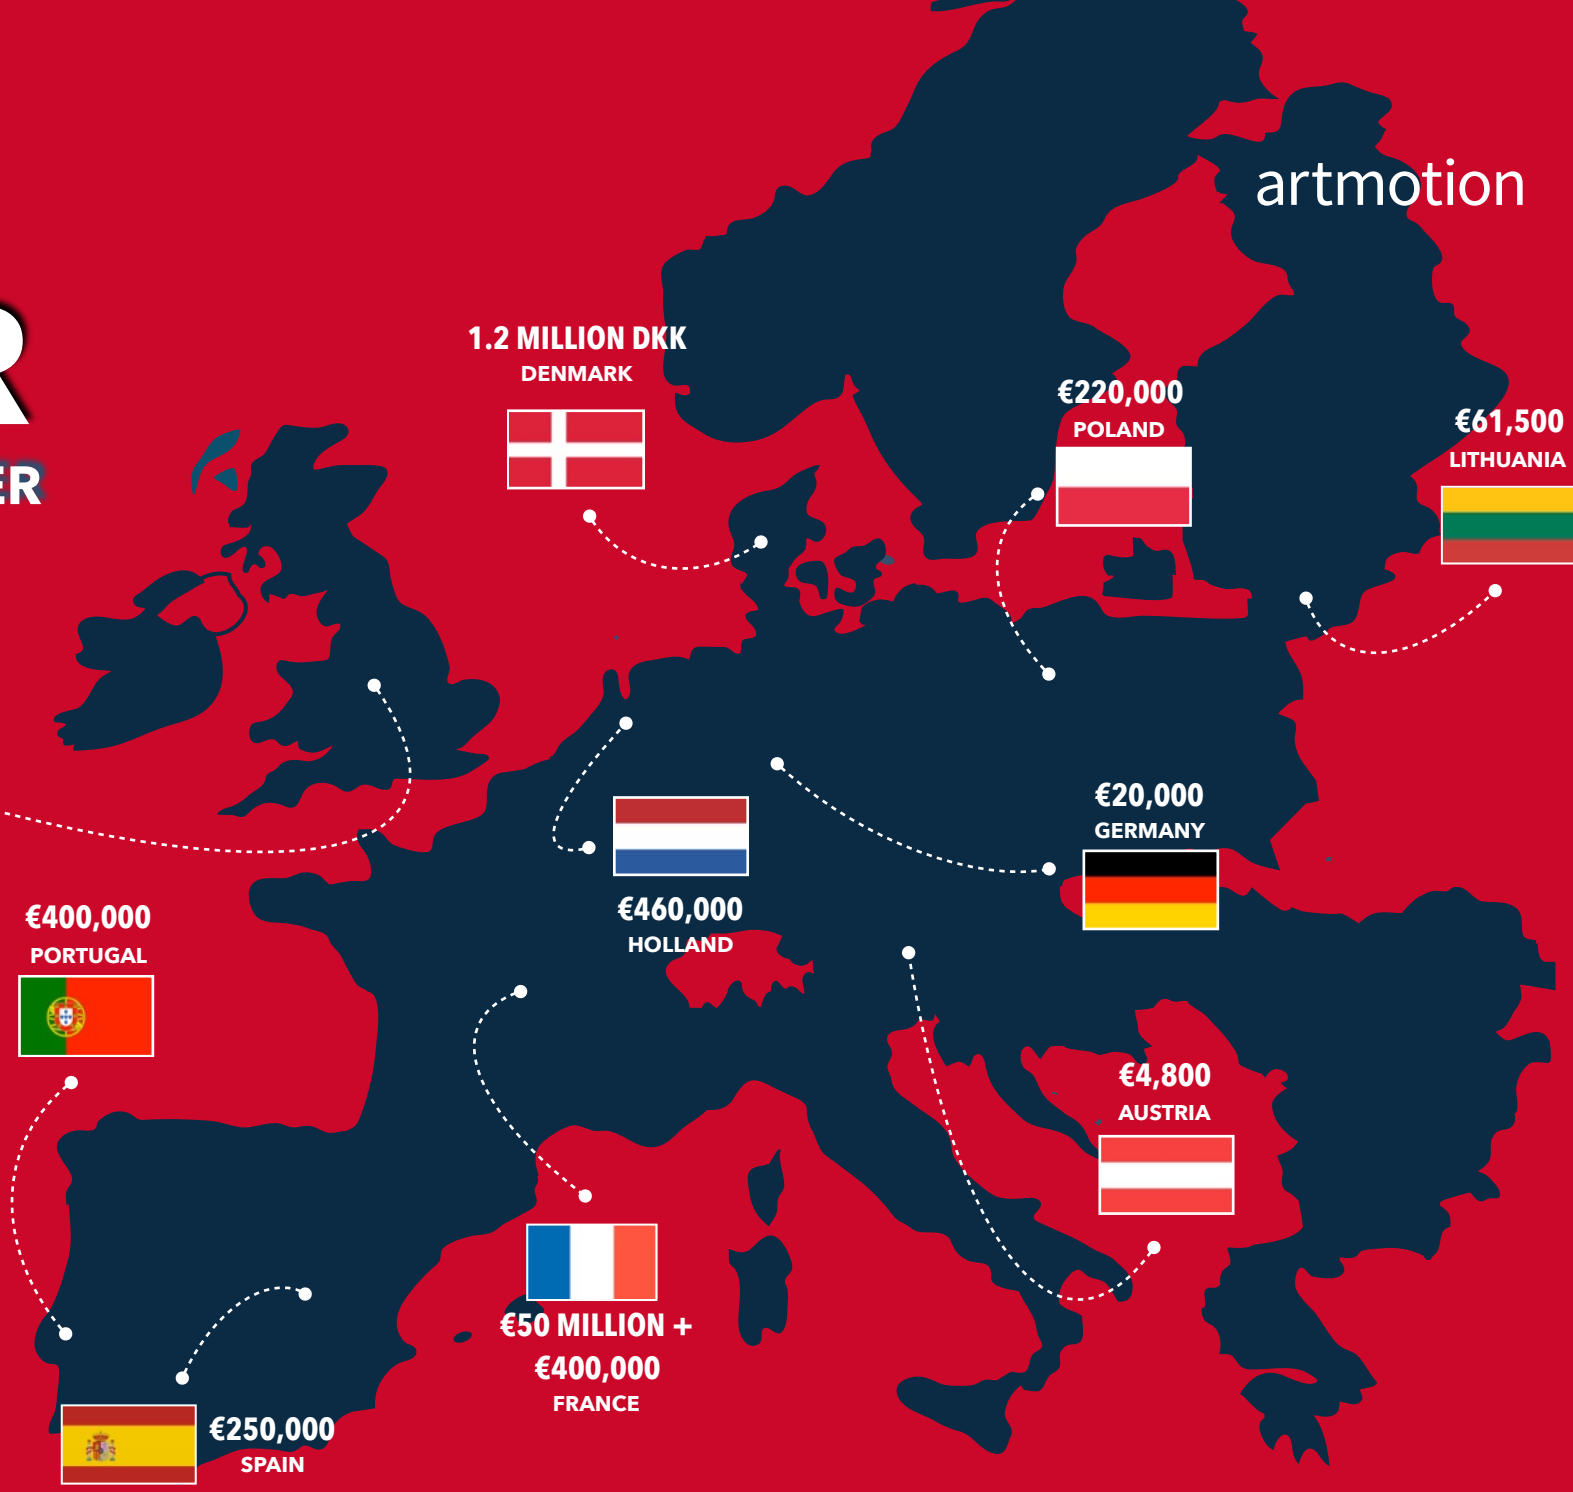 artmotion
R
ER
1.2 MILLION DKK
DENMARK
€220,000
POLAND
€61,500
LITHUANIA
€20,000
GERMANY
€460,000
HOLLAND
€400,000
PORTUGAL
€4,800
AUSTRIA
€50 MILLION +
€400,000
FRANCE
€250,000
SPAIN